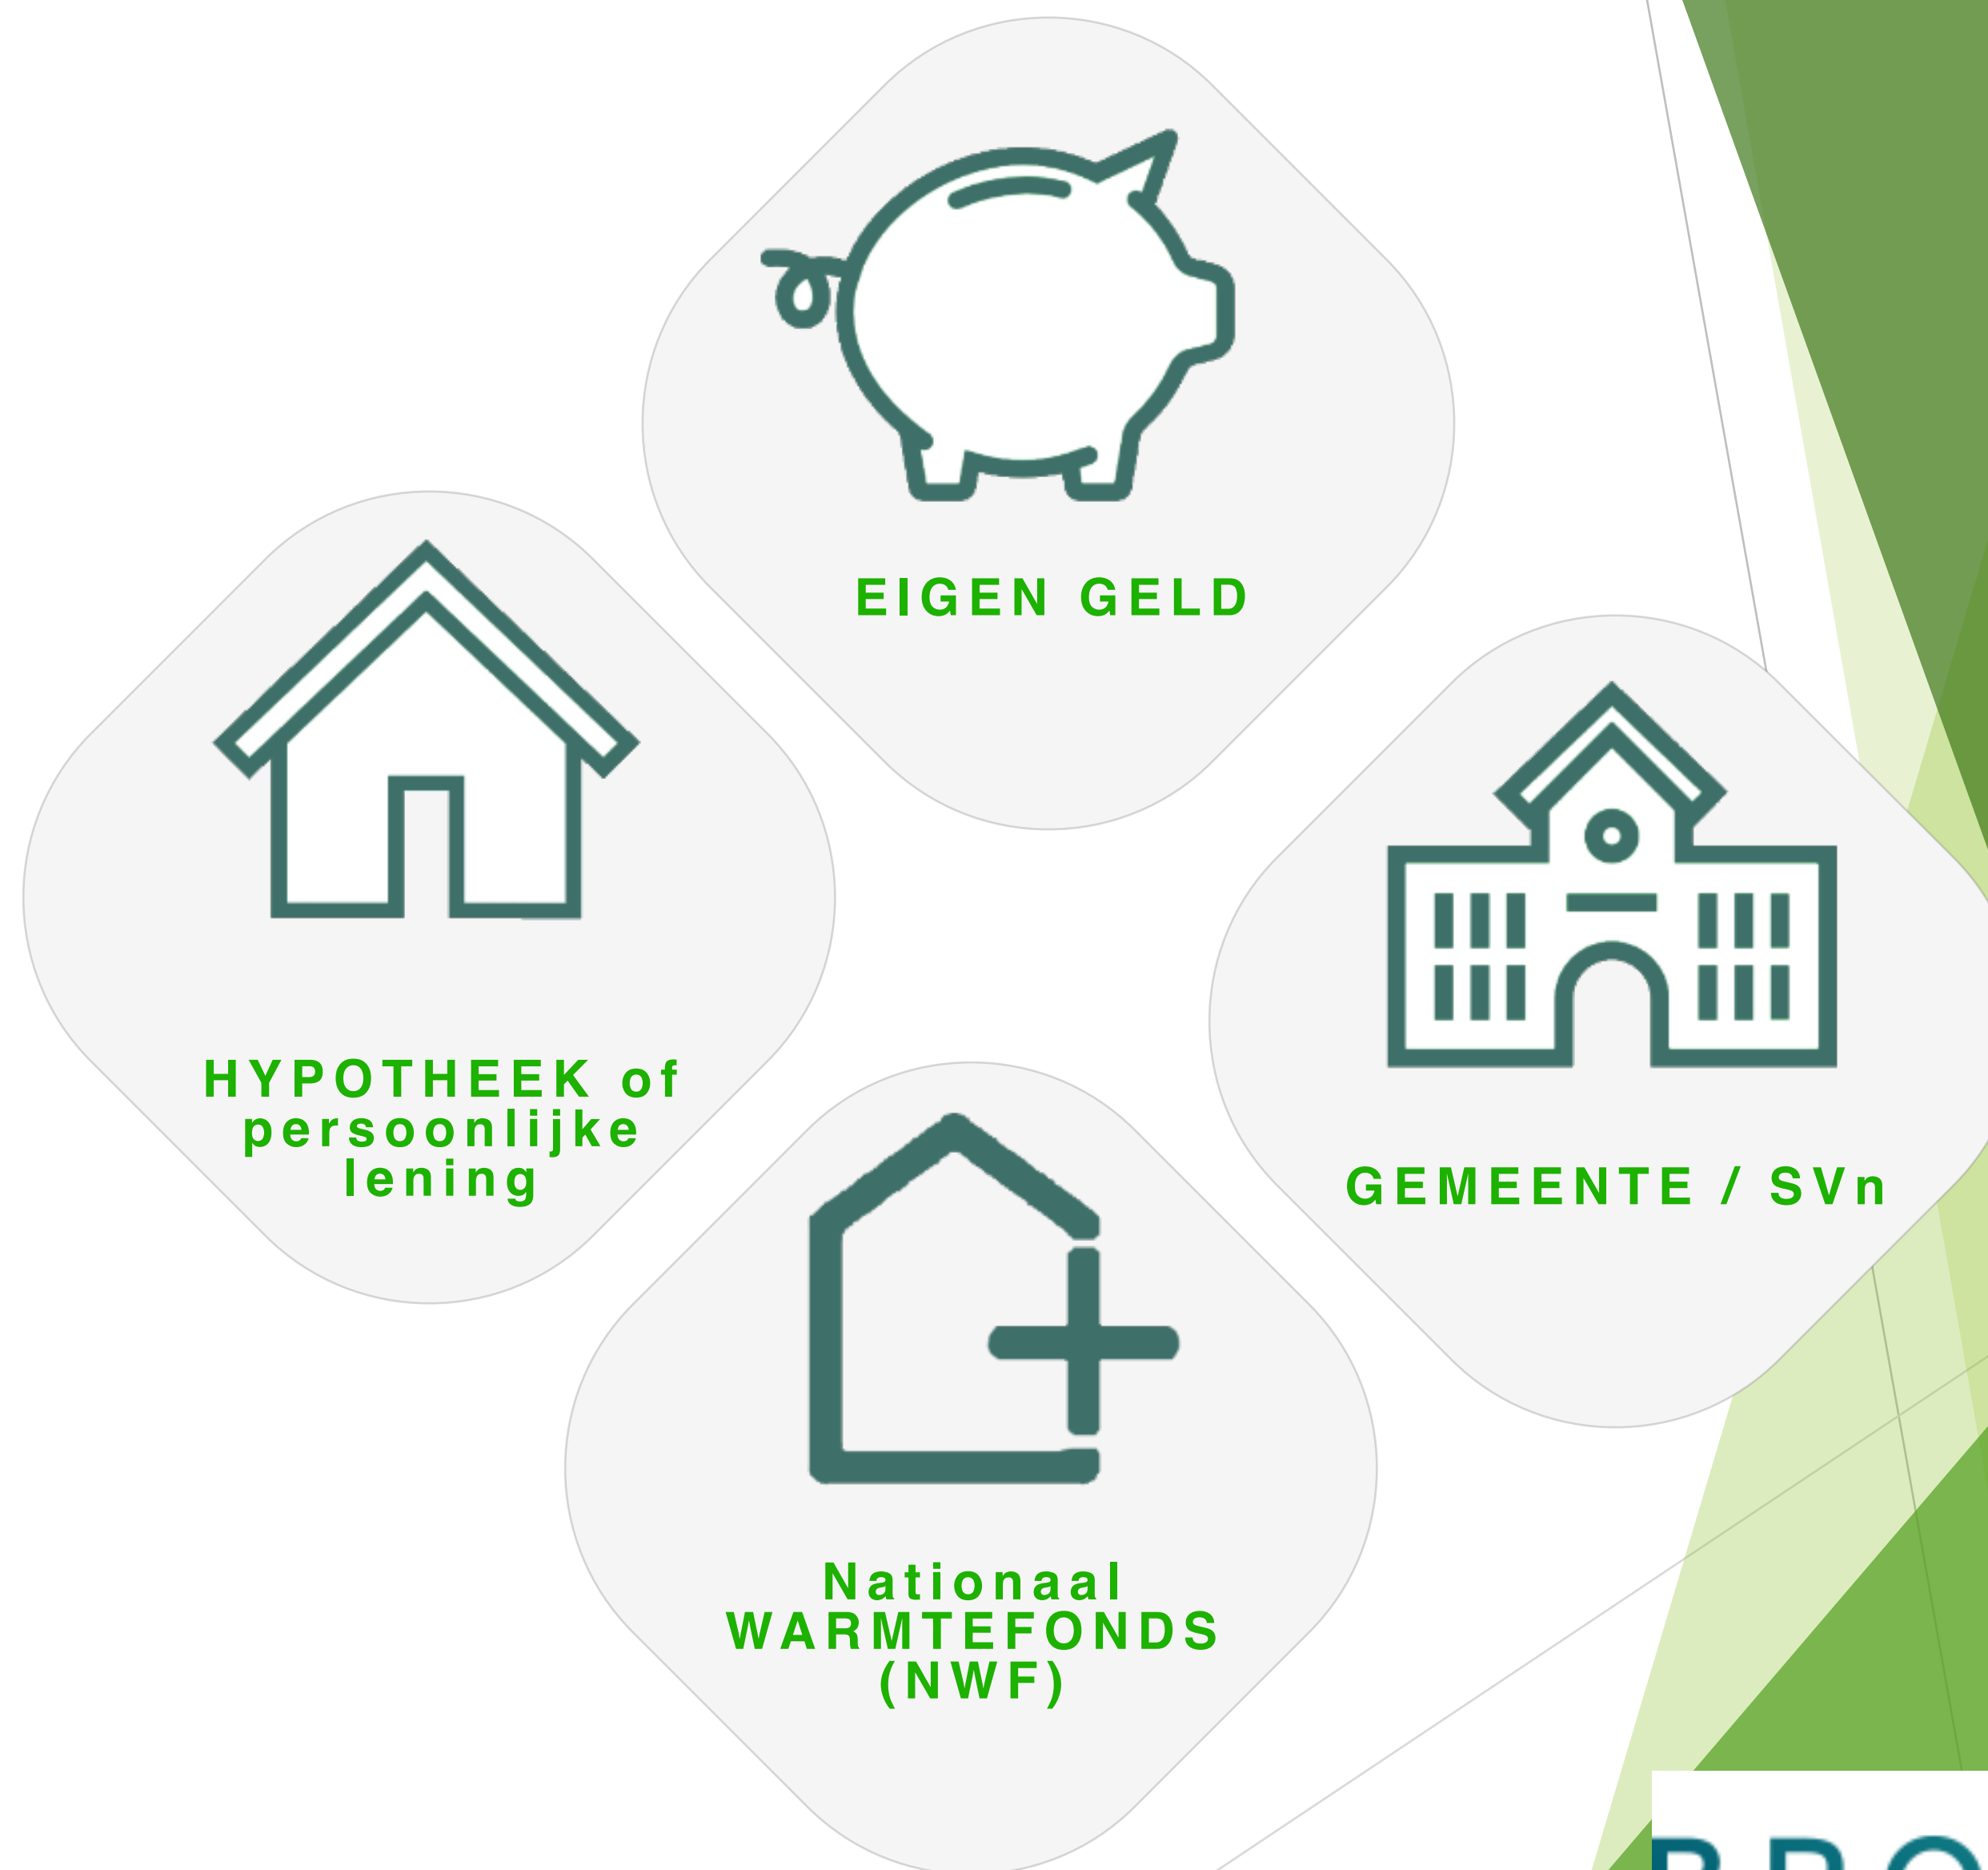 EIGEN GELD
HYPOTHEEK of
persoonlijke
lening
GEMEENTE / SVn
Nationaal
WARMTEFONDS
(NWF)